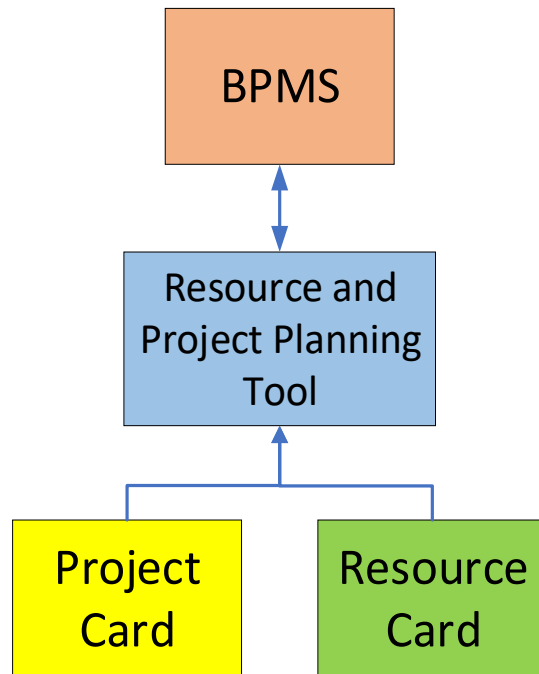 BPMS
Resource and
Project Planning
Tool
Project
Card
Resource
Card